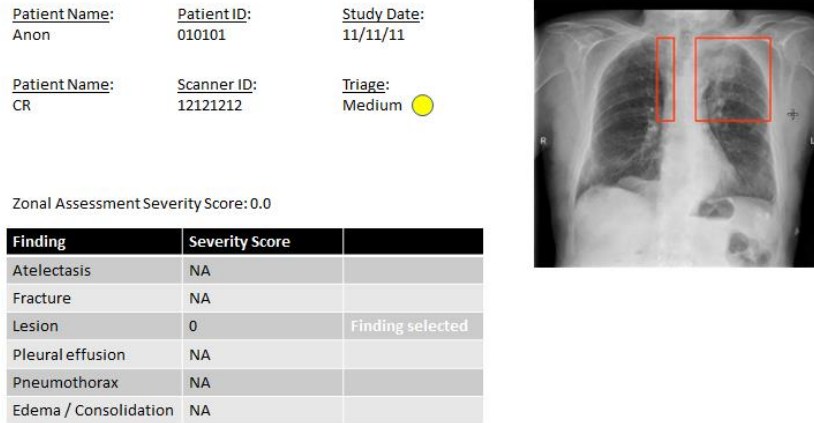 Patient Name: Patient ID: Study Date:
Anon 010101 11/11/11
Patient Name: Scanner ID: Triage:
CR 12121212 Medium
Zonal Assessment Severity Score: 0.0
Finding Severity Score
Atelectasis NA
Fracture NA
Lesion 0 Finding selected
Pleural effusion NA
Pneumothorax NA
Edema / Consolidation NA
R L